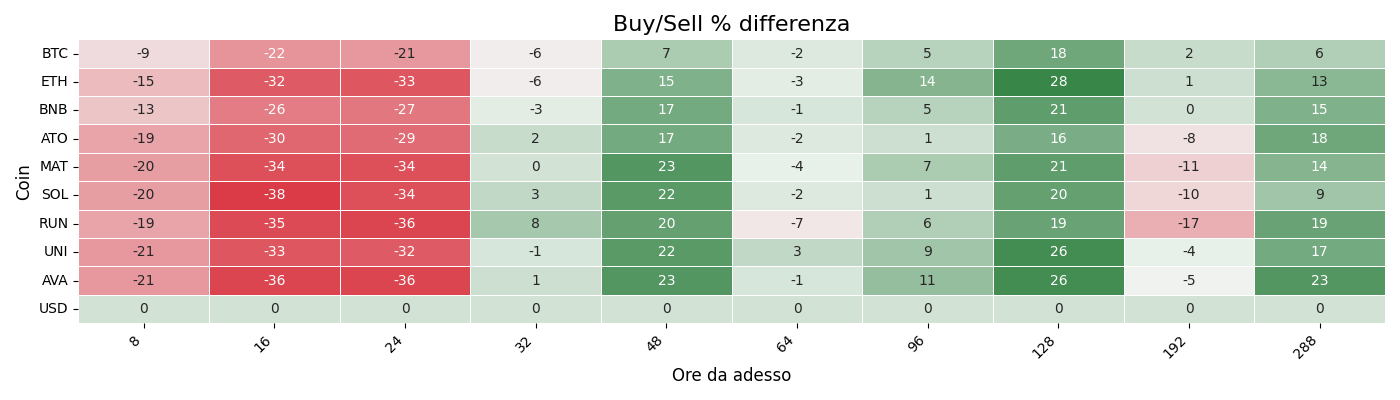 Buy/Sell % differenza
Coin
BTC -9 -22 -21 -6 7 -2 5 18 2 6
ETH -15 -32 -33 -6 15 -3 14 28 1 13
BNB -13 -26 -27 -3 17 -1 5 21 0 15
ATO -19 -30 -29 2 17 -2 1 16 -8 18
MAT -20 -34 -34 0 23 -4 7 21 -11 14
SOL -20 -38 -34 3 22 -2 1 20 -10 9
RUN -19 -35 -36 8 20 -7 6 19 -17 19
UNI -21 -33 -32 -1 22 3 9 26 -4 17
AVA -21 -36 -36 1 23 -1 11 26 -5 23
USD 0 0 0 0 0 0 0 0 0 0
8 16 24 32 48 64 96 128 192 288
Ore da adesso